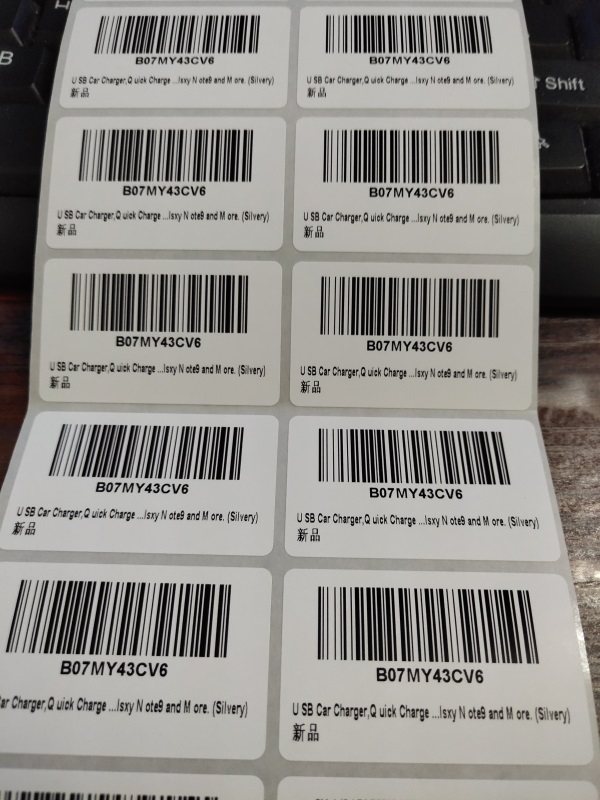 B
Shift
B07MY43CV6
U SB Car Charger,Q uick Charge ...lsxy N ote9 and M ore. (Silvery)
新品
B07MY43CV6
U SB Car Charger,Q uick Charge ...lsxy N ote9 and M ore. (Silvery)
新品
B07MY43CV6
U SB Car Charger,Q uick Charge ...lsxy N ote9 and M ore. (Silvery)
新品
B07MY43CV6
U SB Car Charger,Q uick Charge ...lsxy N ote9 and M ore. (Silvery)
新品
B07MY43CV6
U SB Car Charger,Q uick Charge ...lsxy N ote9 and M ore. (Silvery)
新品
B07MY43CV6
U SB Car Charger,Q uick Charge ...lsxy N ote9 and M ore. (Silvery)
新品
B07MY43CV6
U SB Car Charger,Q uick Charge ...lsxy N ote9 and M ore. (Silvery)
新品
B07MY43CV6
U SB Car Charger,Q uick Charge ...lsxy N ote9 and M ore. (Silvery)
新品
B07MY43CV6
ar Charger,Q uick Charge ...lsxy N ote9 and M ore. (Silvery)
B07MY43CV6
U SB Car Charger,Q uick Charge ...lsxy N ote9 and M ore. (Silvery)
新品